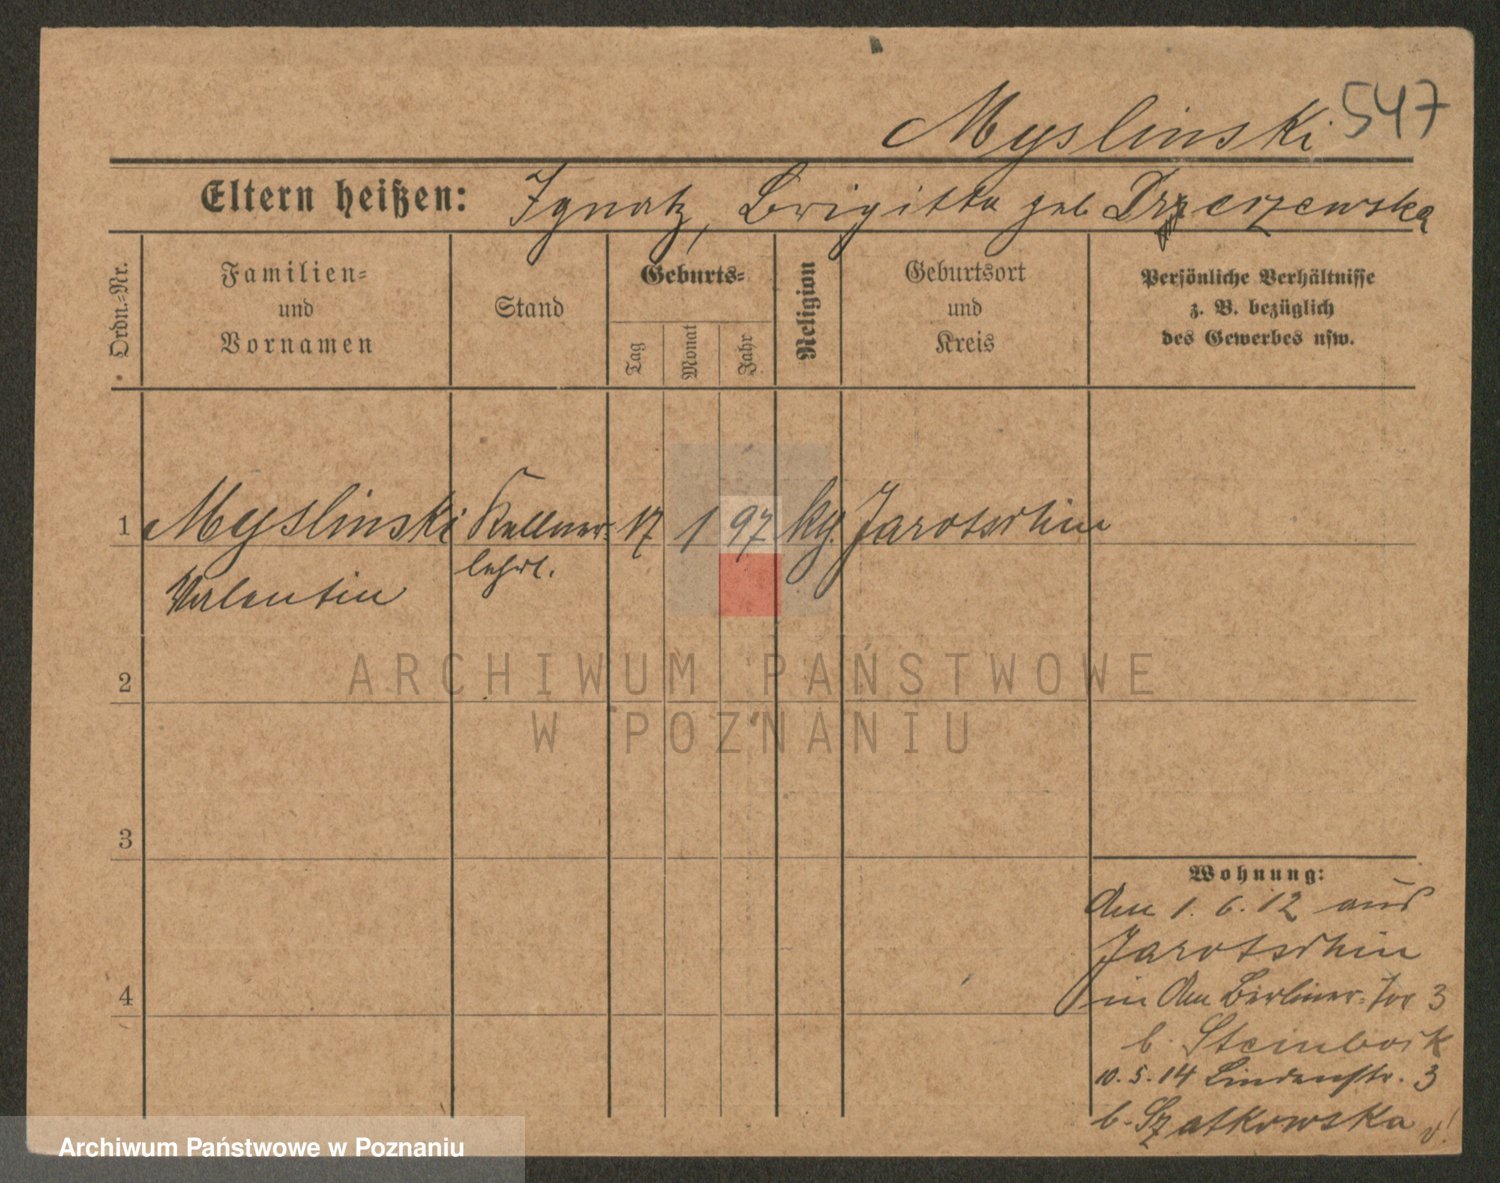 Myslinski 547
Eltern heißen: Ignatz, Brigitta geb Drzerzewska
Ordn.=Nr.
Familien=
und
Vornamen
Stand
Geburts=
Tag
Monat
Jahr
Religion
Geburtsort
und
Kreis
Persönliche Verhältnisse
z. B. bezüglich
des Gewerbes usw.
1 Myslinski Kellner= 17 1 97 Jarotschin
Valentin lehrl.
2
3
4
Wohnung:
Am 1. 6. 12 aus
Jarotschin
in Am Berliner=Tor 3
b. Steinbock
10. 5. 14 Lindenstr. 3
b. Szatkowska
ARCHIWUM PAŃSTWOWE
W POZNANIU
Archiwum Państwowe w Poznaniu